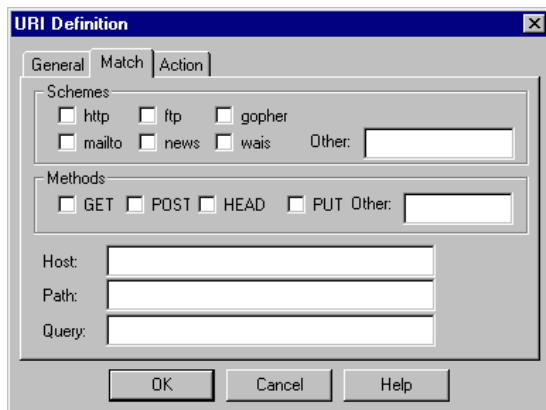 URI Definition
General Match Action
Schemes
http ftp gopher
mailto news wais Other:
Methods
GET POST HEAD PUT Other:
Host:
Path:
Query:
OK Cancel Help